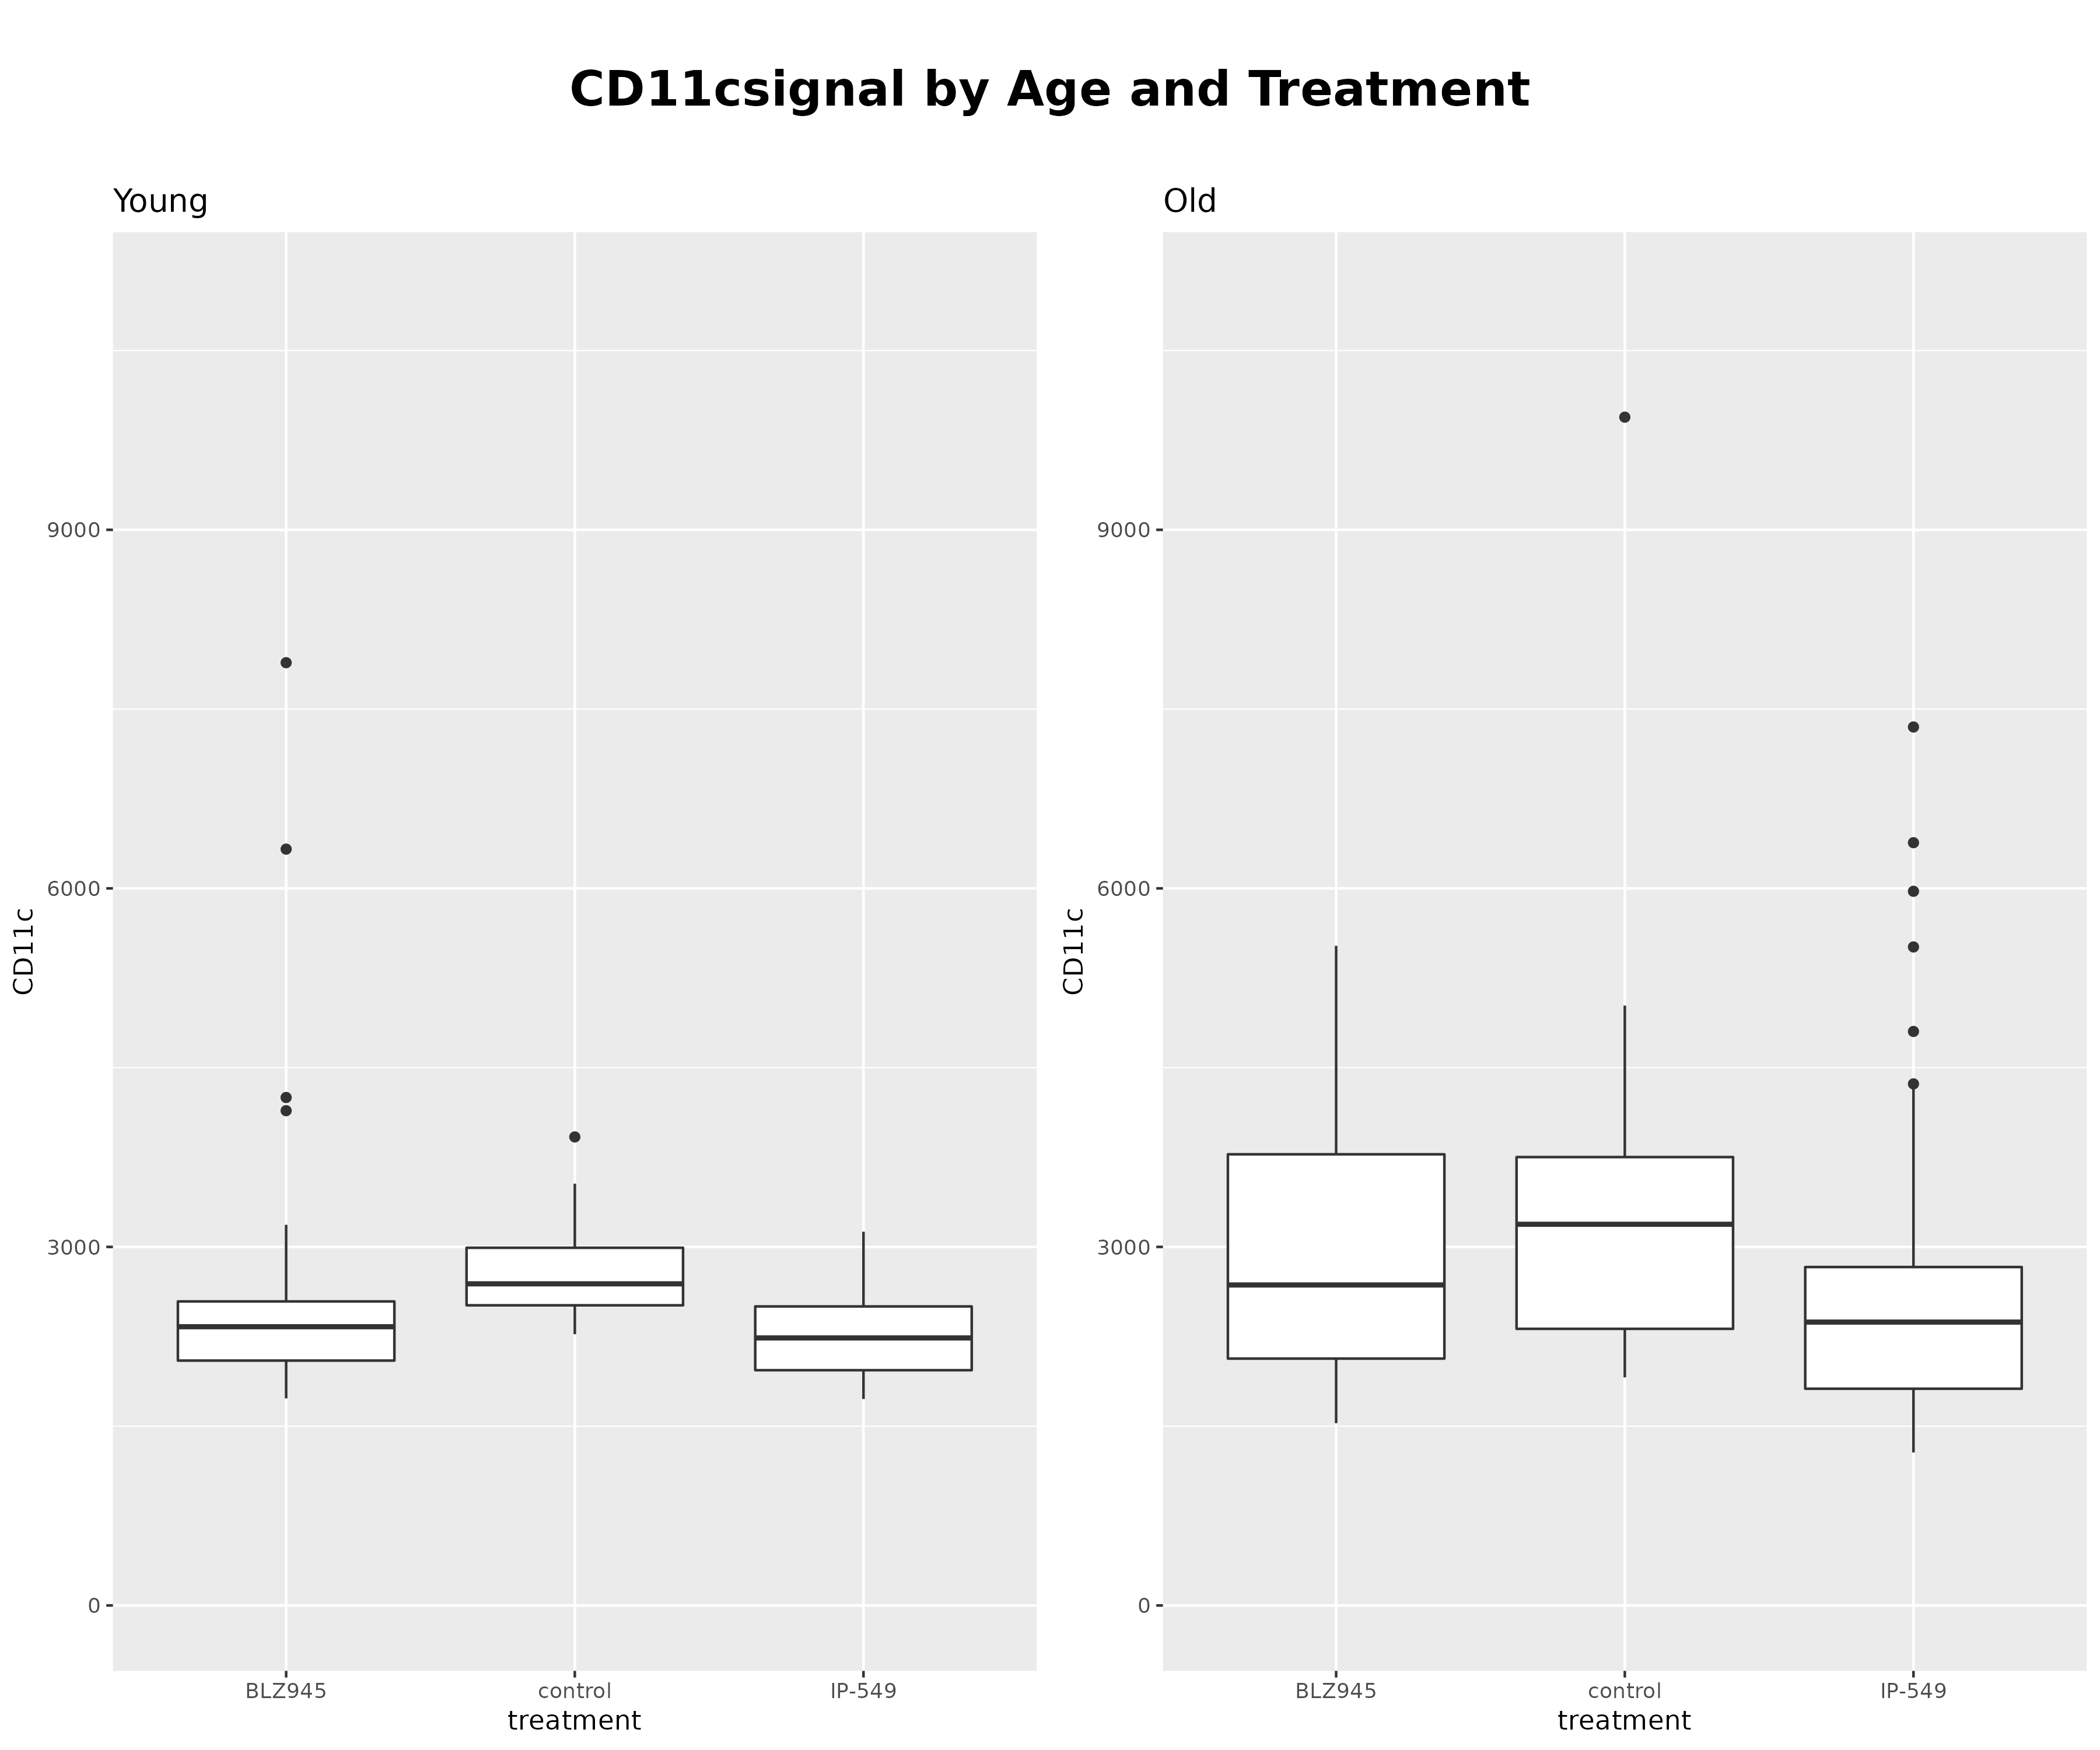 CD11csignal by Age and Treatment
Young
9000
6000
3000
0
CD11c
BLZ945 control IP-549
treatment
Old
9000
6000
3000
0
CD11c
BLZ945 control IP-549
treatment